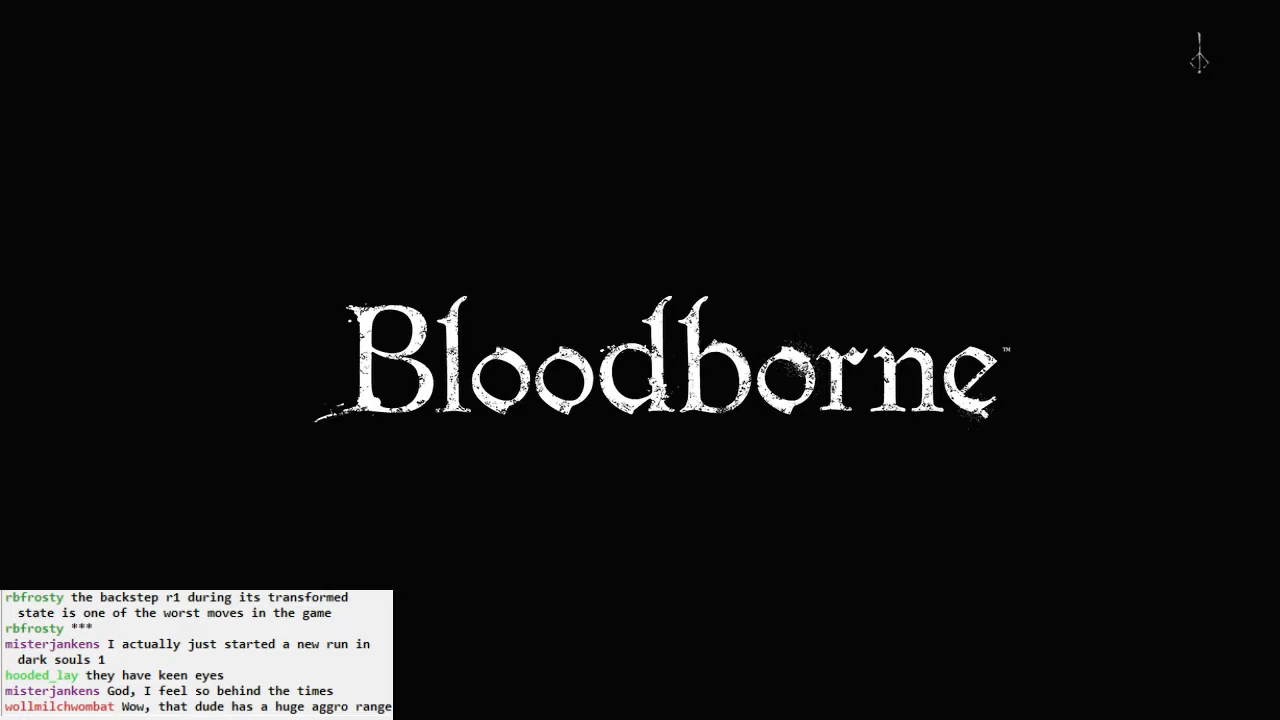 Bloodborne™
rbfrosty the backstep r1 during its transformed
state is one of the worst moves in the game
rbfrosty ***
misterjankens I actually just started a new run in
dark souls 1
hooded_lay they have keen eyes
misterjankens God, I feel so behind the times
wollmilchwombat Wow, that dude has a huge aggro range